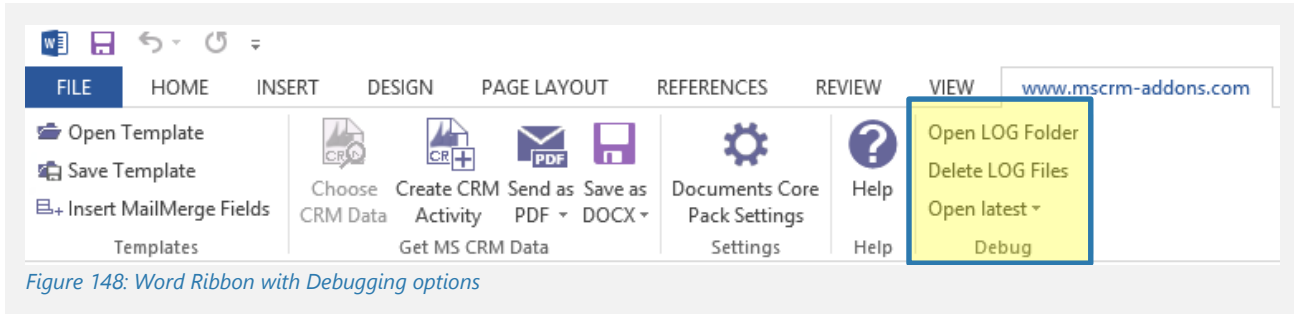 FILE HOME INSERT DESIGN PAGE LAYOUT REFERENCES REVIEW VIEW www.mscrm-addons.com
Open Template
Save Template
Insert MailMerge Fields
Templates
Choose
CRM Data
Create CRM
Activity
Send as
PDF
Save as
DOCX
Get MS CRM Data
Documents Core
Pack Settings
Settings
Help
Help
Open LOG Folder
Delete LOG Files
Open latest
Debug
Figure 148: Word Ribbon with Debugging options